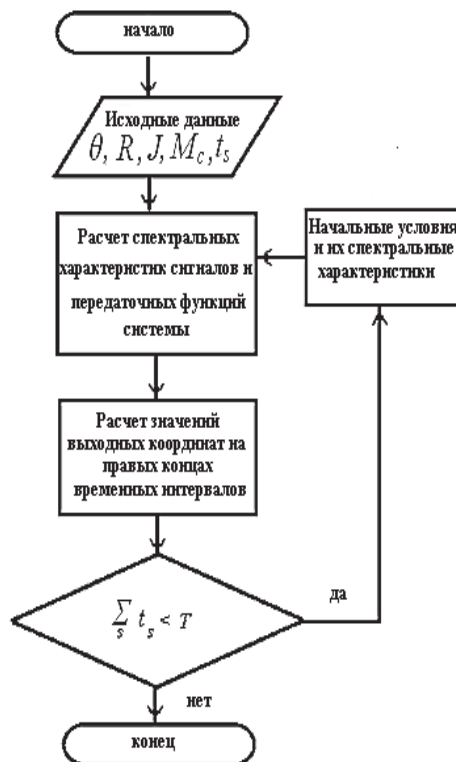 начало
Исходные данные
θ, R, J, M_c, t_s
Расчет спектральных
характеристик сигналов и
передаточных функций
системы
Начальные условия
и их спектральные
характеристики
Расчет значений
выходных координат на
правых концах
временных интервалов
∑_s t_s < T
да
нет
конец